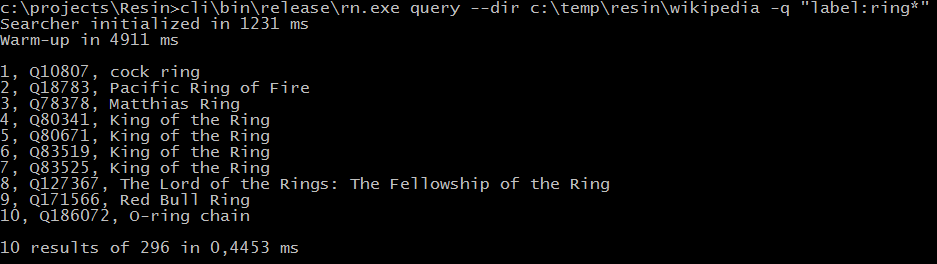 c:\projects\Resin>cli\bin\release\rn.exe query --dir c:\temp\resin\wikipedia -q "label:ring*"
Searcher initialized in 1231 ms
Warm-up in 4911 ms
1, Q10807, cock ring
2, Q18783, Pacific Ring of Fire
3, Q78378, Matthias Ring
4, Q80341, King of the Ring
5, Q80671, King of the Ring
6, Q83519, King of the Ring
7, Q83525, King of the Ring
8, Q127367, The Lord of the Rings: The Fellowship of the Ring
9, Q171566, Red Bull Ring
10, Q186072, O-ring chain
10 results of 296 in 0,4453 ms